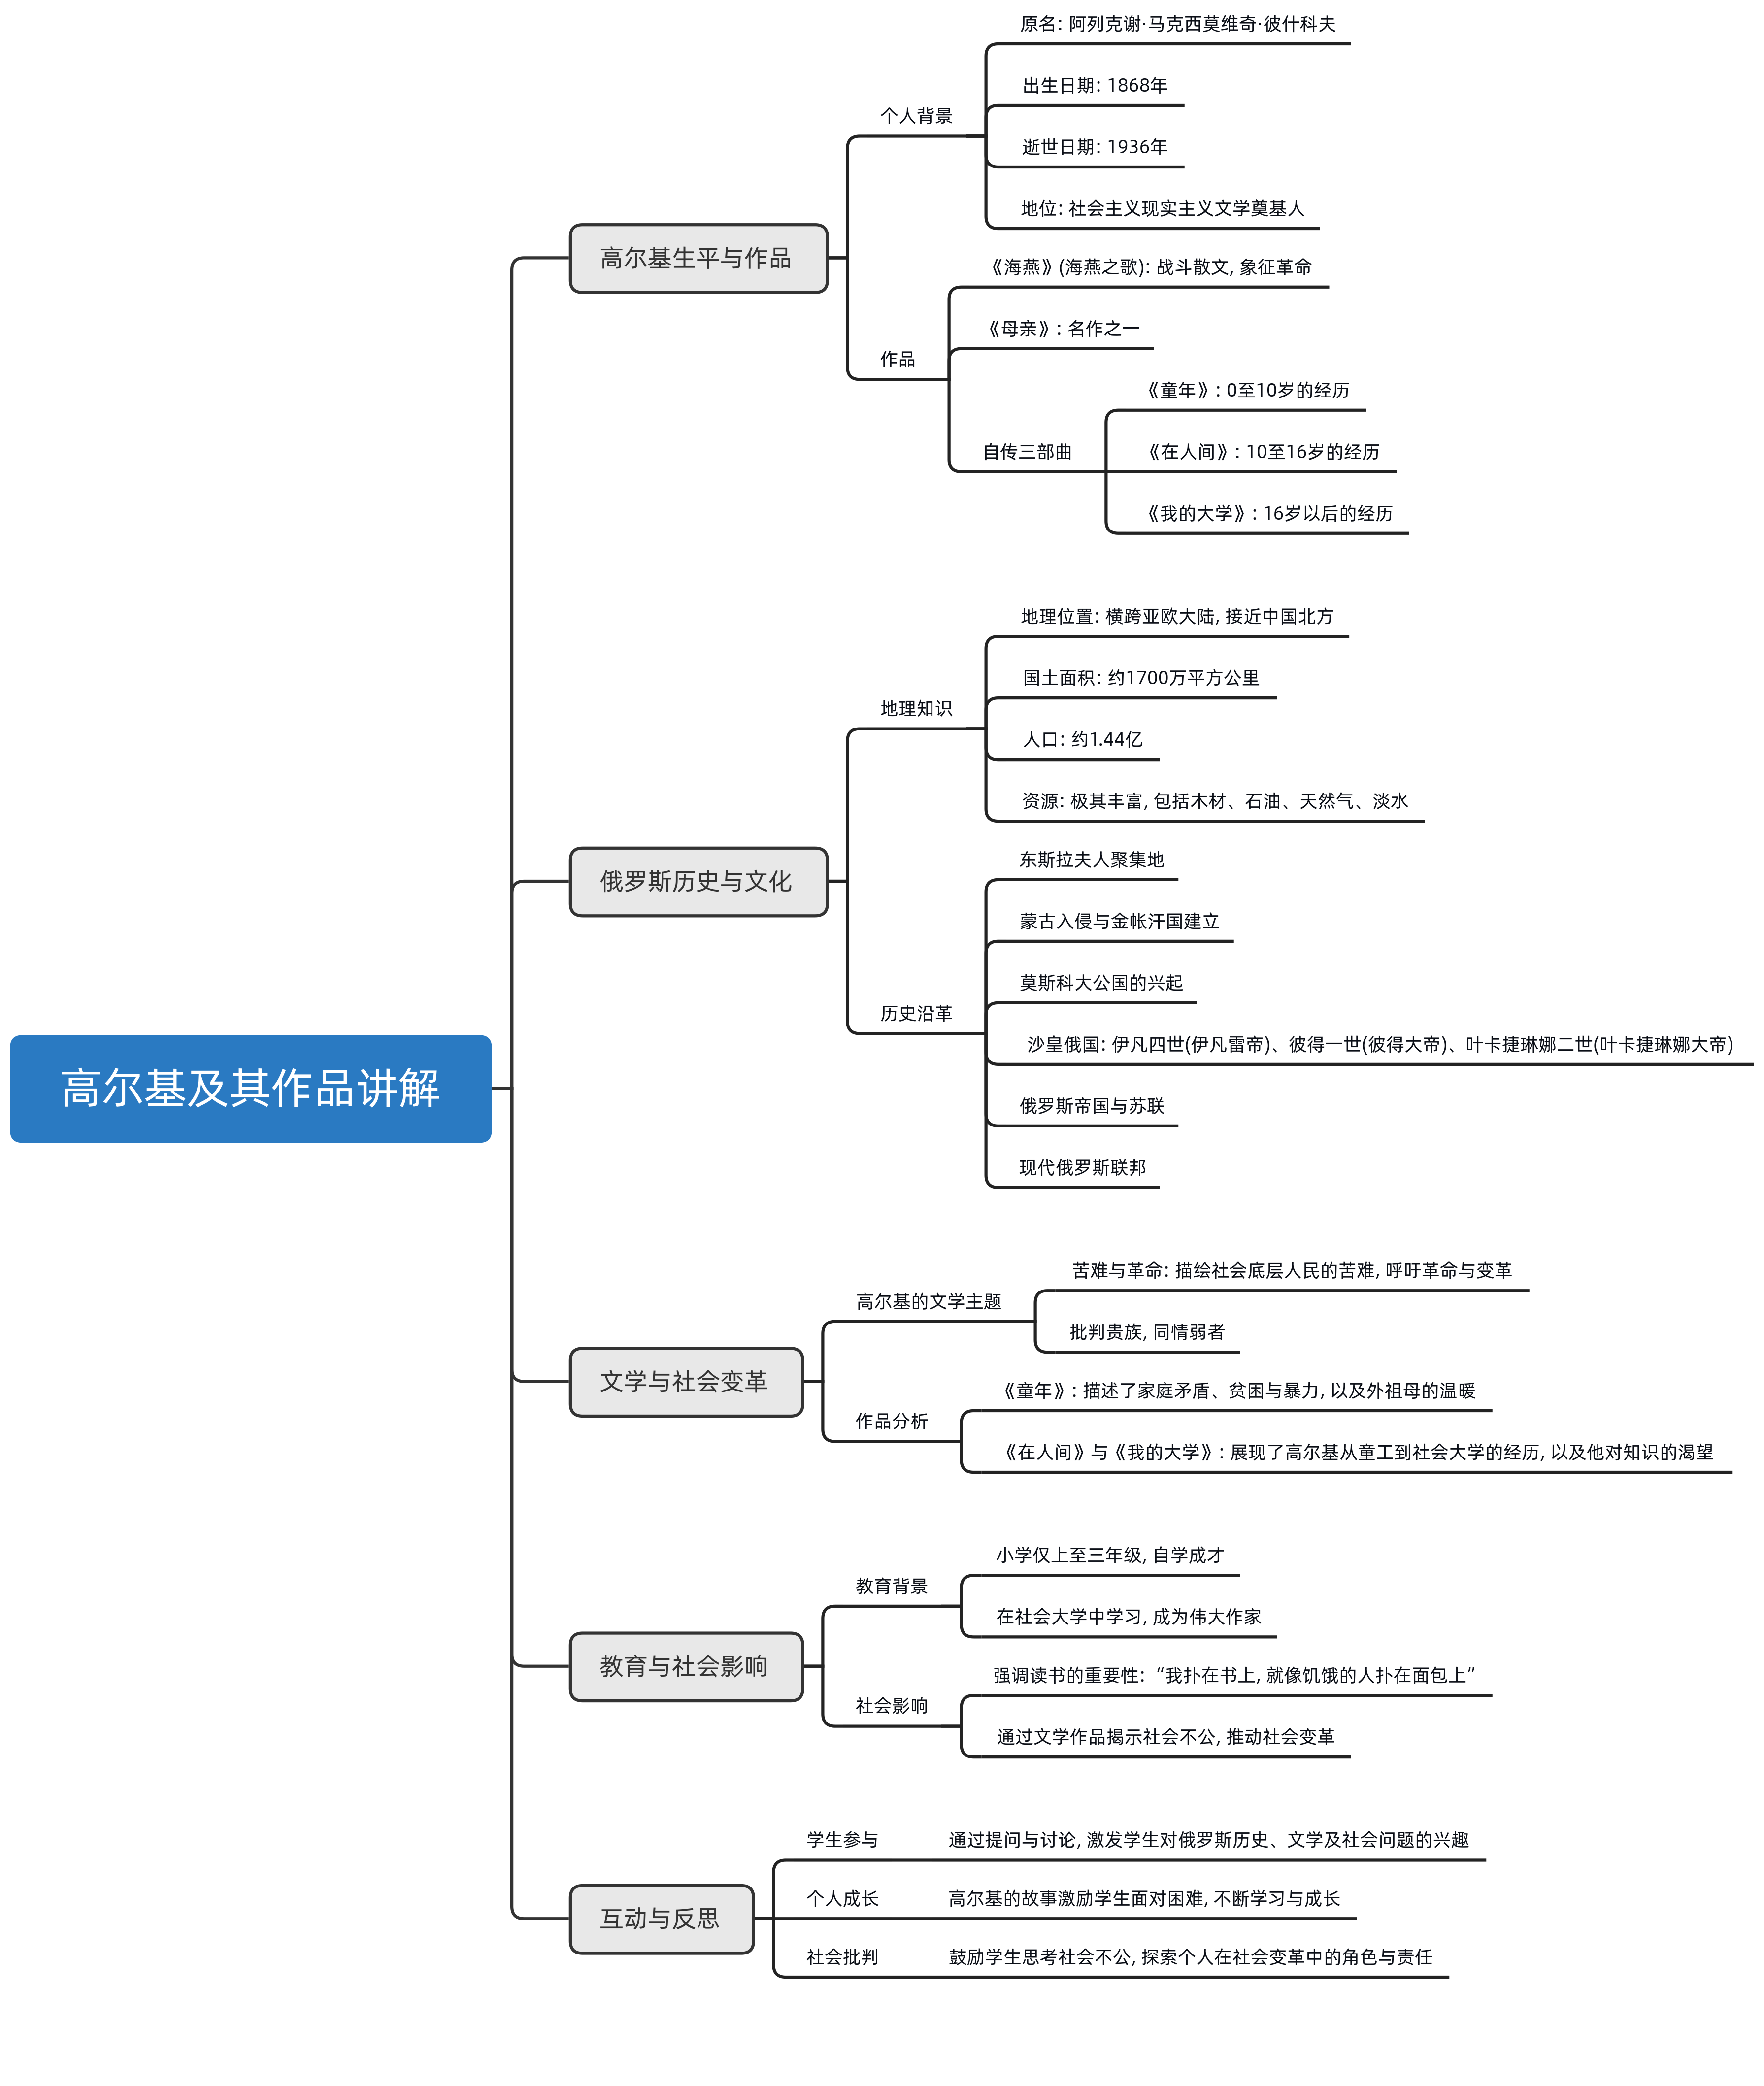 高尔基及其作品讲解
高尔基生平与作品
个人背景
原名: 阿列克谢·马克西莫维奇·彼什科夫
出生日期: 1868年
逝世日期: 1936年
地位: 社会主义现实主义文学奠基人
作品
《海燕》(海燕之歌): 战斗散文, 象征革命
《母亲》: 名作之一
自传三部曲
《童年》: 0至10岁的经历
《在人间》: 10至16岁的经历
《我的大学》: 16岁以后的经历
俄罗斯历史与文化
地理知识
地理位置: 横跨亚欧大陆, 接近中国北方
国土面积: 约1700万平方公里
人口: 约1.44亿
资源: 极其丰富, 包括木材、石油、天然气、淡水
历史沿革
东斯拉夫人聚集地
蒙古入侵与金帐汗国建立
莫斯科大公国的兴起
沙皇俄国: 伊凡四世(伊凡雷帝)、彼得一世(彼得大帝)、叶卡捷琳娜二世(叶卡捷琳娜大帝)
俄罗斯帝国与苏联
现代俄罗斯联邦
文学与社会变革
高尔基的文学主题
苦难与革命: 描绘社会底层人民的苦难, 呼吁革命与变革
批判贵族, 同情弱者
作品分析
《童年》: 描述了家庭矛盾、贫困与暴力, 以及外祖母的温暖
《在人间》与《我的大学》: 展现了高尔基从童工到社会大学的经历, 以及他对知识的渴望
教育与社会影响
教育背景
小学仅上至三年级, 自学成才
在社会大学中学习, 成为伟大作家
社会影响
强调读书的重要性: “我扑在书上, 就像饥饿的人扑在面包上”
通过文学作品揭示社会不公, 推动社会变革
互动与反思
学生参与
通过提问与讨论, 激发学生对俄罗斯历史、文学及社会问题的兴趣
个人成长
高尔基的故事激励学生面对困难, 不断学习与成长
社会批判
鼓励学生思考社会不公, 探索个人在社会变革中的角色与责任